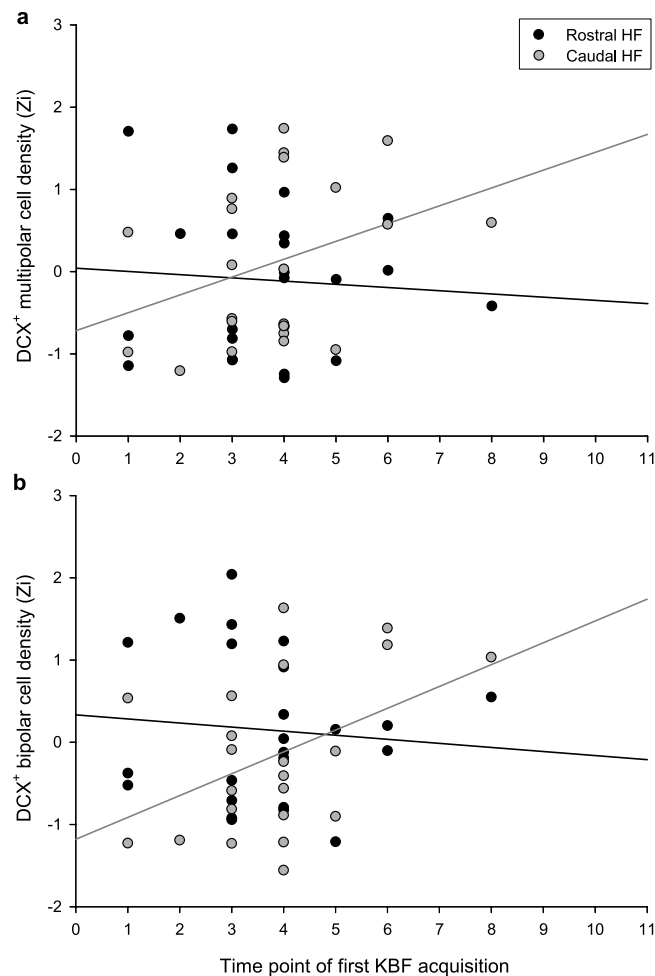 a
Rostral HF
Caudal HF
DCX⁺ multipolar cell density (Zi)
3
2
1
0
-1
-2
0 1 2 3 4 5 6 7 8 9 10 11
b
DCX⁺ bipolar cell density (Zi)
3
2
1
0
-1
-2
0 1 2 3 4 5 6 7 8 9 10 11
Time point of first KBF acquisition